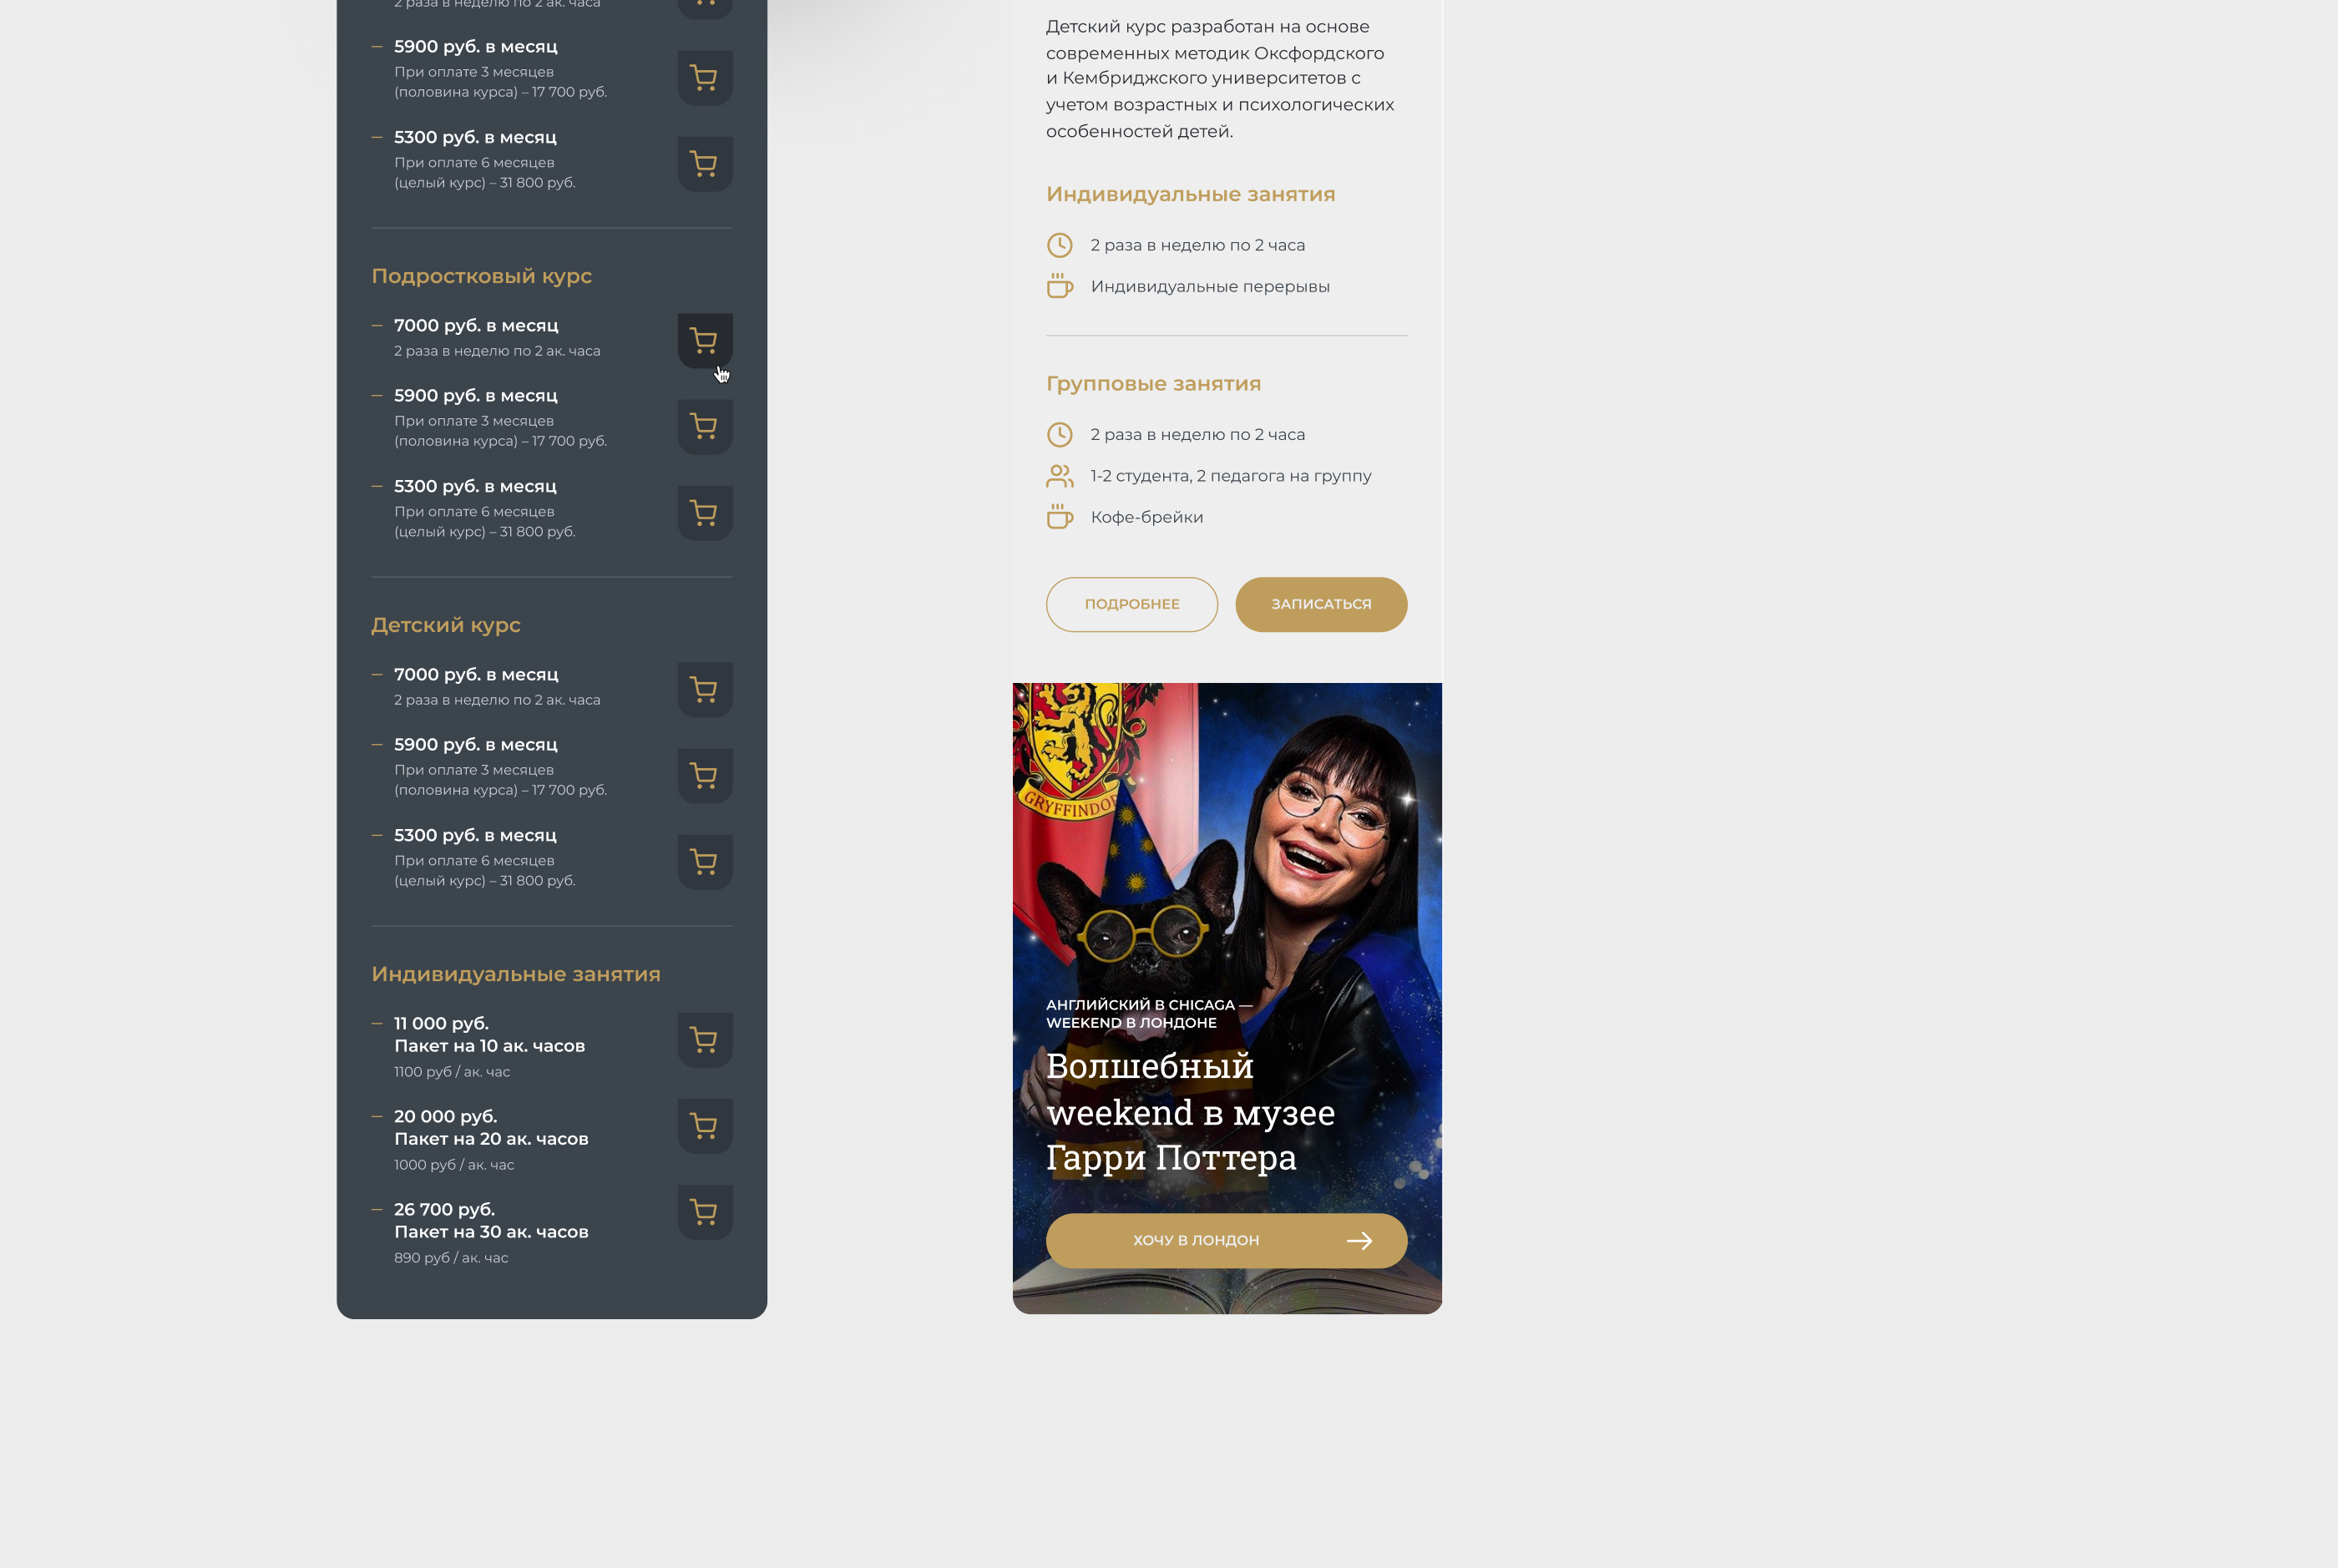 2 раза в неделю по 2 ак. часа
— 5900 руб. в месяц
При оплате 3 месяцев
(половина курса) – 17 700 руб.
— 5300 руб. в месяц
При оплате 6 месяцев
(целый курс) – 31 800 руб.
Подростковый курс
— 7000 руб. в месяц
2 раза в неделю по 2 ак. часа
— 5900 руб. в месяц
При оплате 3 месяцев
(половина курса) – 17 700 руб.
— 5300 руб. в месяц
При оплате 6 месяцев
(целый курс) – 31 800 руб.
Детский курс
— 7000 руб. в месяц
2 раза в неделю по 2 ак. часа
— 5900 руб. в месяц
При оплате 3 месяцев
(половина курса) – 17 700 руб.
— 5300 руб. в месяц
При оплате 6 месяцев
(целый курс) – 31 800 руб.
Индивидуальные занятия
— 11 000 руб.
Пакет на 10 ак. часов
1100 руб / ак. час
— 20 000 руб.
Пакет на 20 ак. часов
1000 руб / ак. час
— 26 700 руб.
Пакет на 30 ак. часов
890 руб / ак. час
Детский курс разработан на основе
современных методик Оксфордского
и Кембриджского университетов с
учетом возрастных и психологических
особенностей детей.
Индивидуальные занятия
2 раза в неделю по 2 часа
Индивидуальные перерывы
Групповые занятия
2 раза в неделю по 2 часа
1-2 студента, 2 педагога на группу
Кофе-брейки
ПОДРОБНЕЕ
ЗАПИСАТЬСЯ
GRYFFINDOR
АНГЛИЙСКИЙ В CHICAGA —
WEEKEND В ЛОНДОНЕ
Волшебный
weekend в музее
Гарри Поттера
ХОЧУ В ЛОНДОН